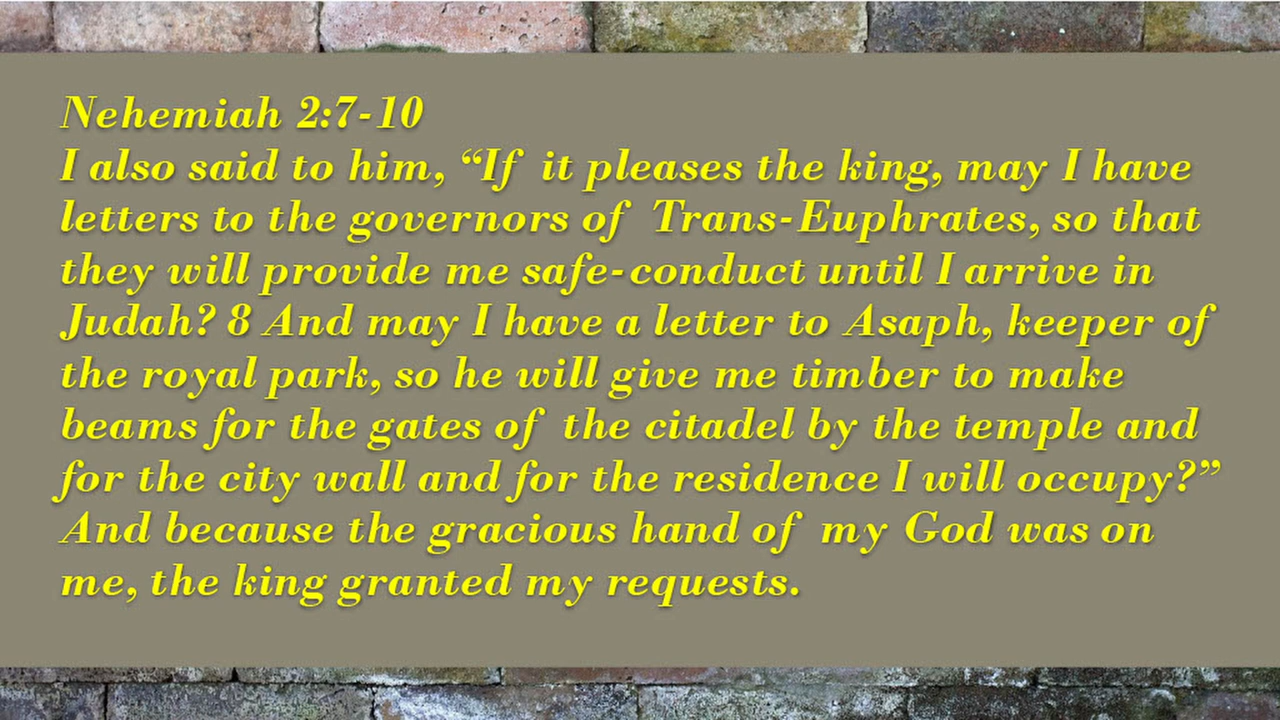 Nehemiah 2:7-10
I also said to him, “If it pleases the king, may I have
letters to the governors of Trans-Euphrates, so that
they will provide me safe-conduct until I arrive in
Judah? 8 And may I have a letter to Asaph, keeper of
the royal park, so he will give me timber to make
beams for the gates of the citadel by the temple and
for the city wall and for the residence I will occupy?”
And because the gracious hand of my God was on
me, the king granted my requests.